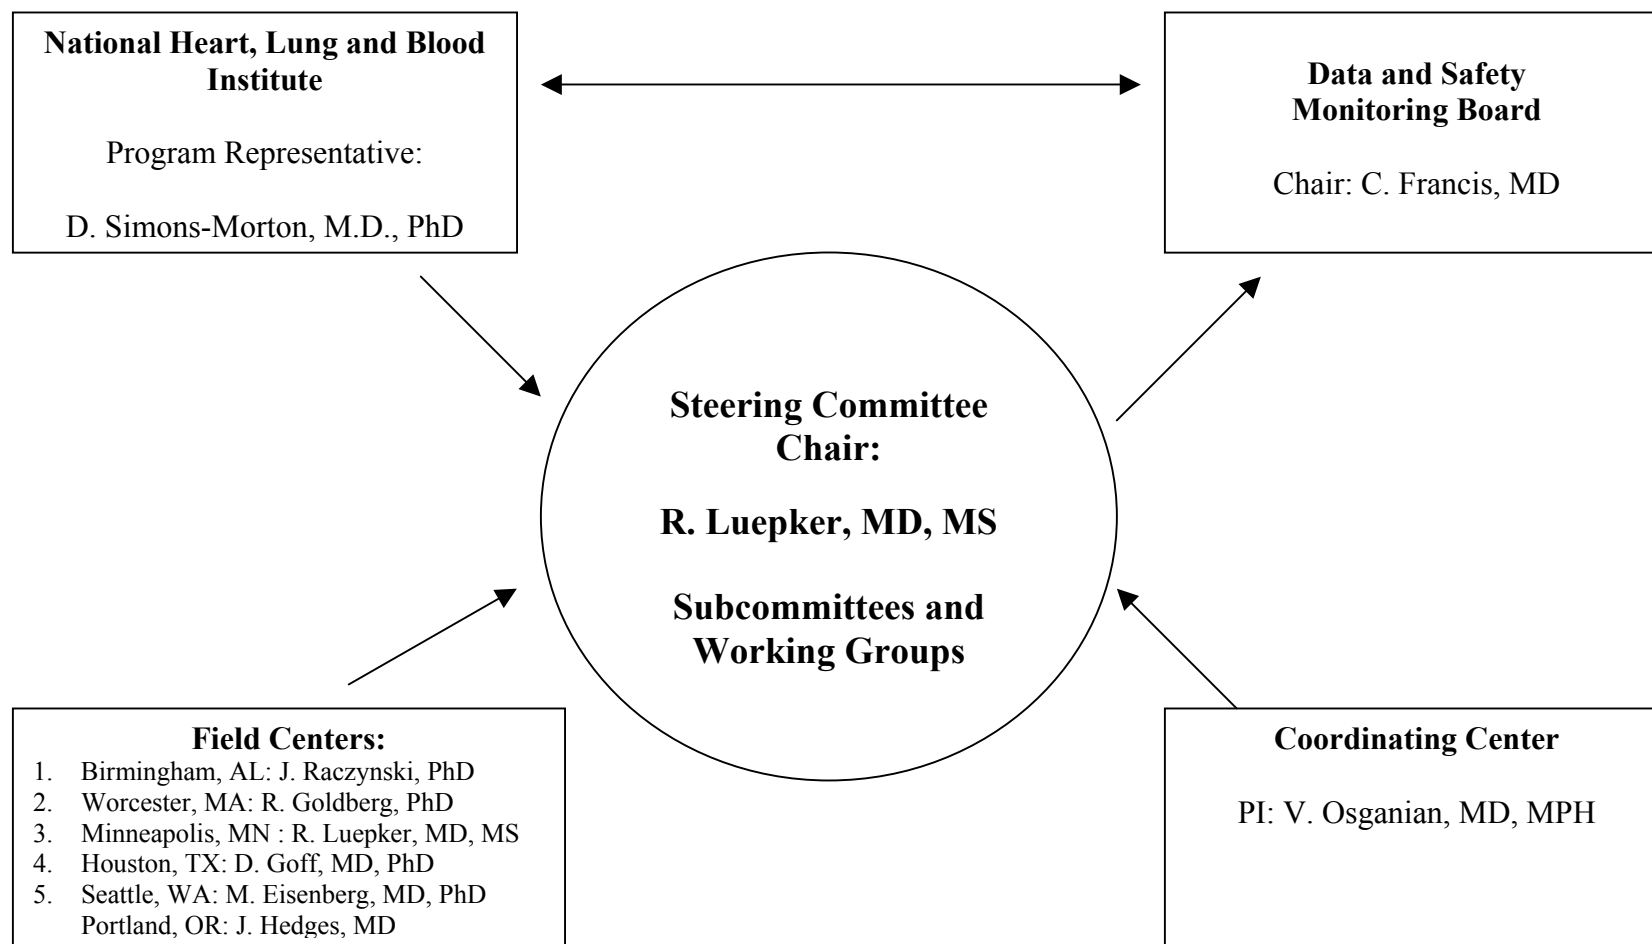 National Heart, Lung and Blood
Institute
Program Representative:
D. Simons-Morton, M.D., PhD
Data and Safety
Monitoring Board
Chair: C. Francis, MD
Steering Committee
Chair:
R. Luepker, MD, MS
Subcommittees and
Working Groups
Field Centers:
1. Birmingham, AL: J. Raczynski, PhD
2. Worcester, MA: R. Goldberg, PhD
3. Minneapolis, MN : R. Luepker, MD, MS
4. Houston, TX: D. Goff, MD, PhD
5. Seattle, WA: M. Eisenberg, MD, PhD
Portland, OR: J. Hedges, MD
Coordinating Center
PI: V. Osganian, MD, MPH